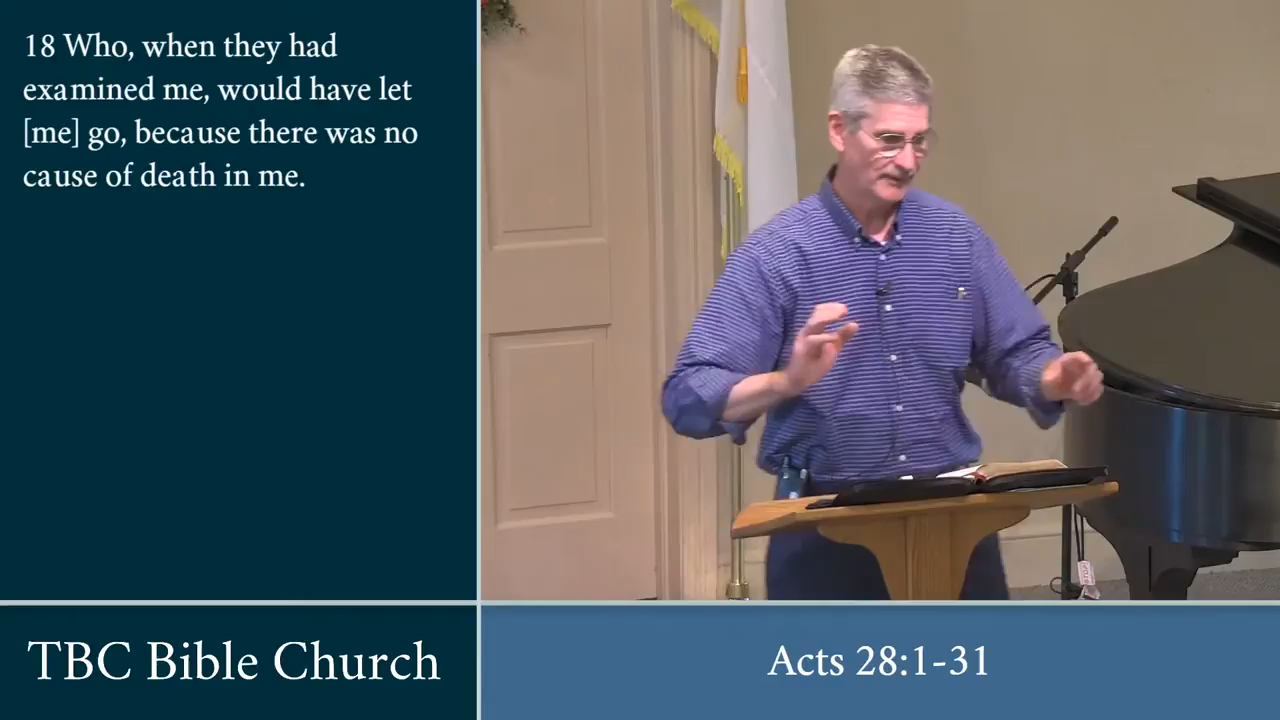 18 Who, when they had
examined me, would have let
[me] go, because there was no
cause of death in me.
TBC Bible Church
Acts 28:1-31